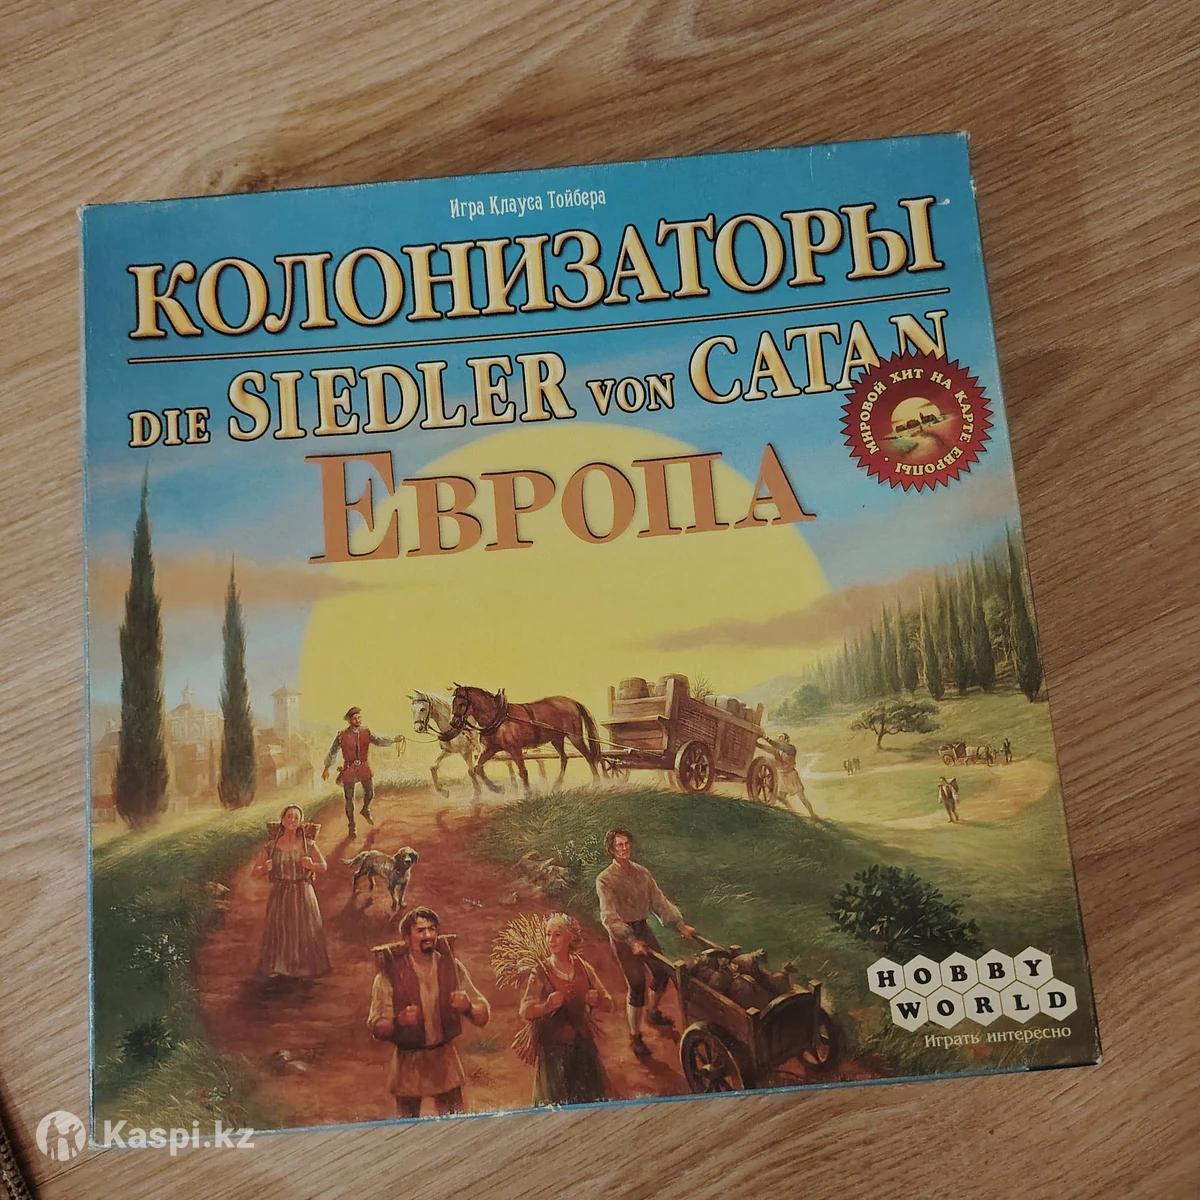 Игра Клауса Тойбера
КОЛОНИЗАТОРЫ
DIE SIEDLER VON CATAN
ЕВРОПА
МИРОВОЙ ХИТ НА КАРТЕ ЕВРОПЫ •
HOBBY
WORLD
Играть интересно
Kaspi.kz